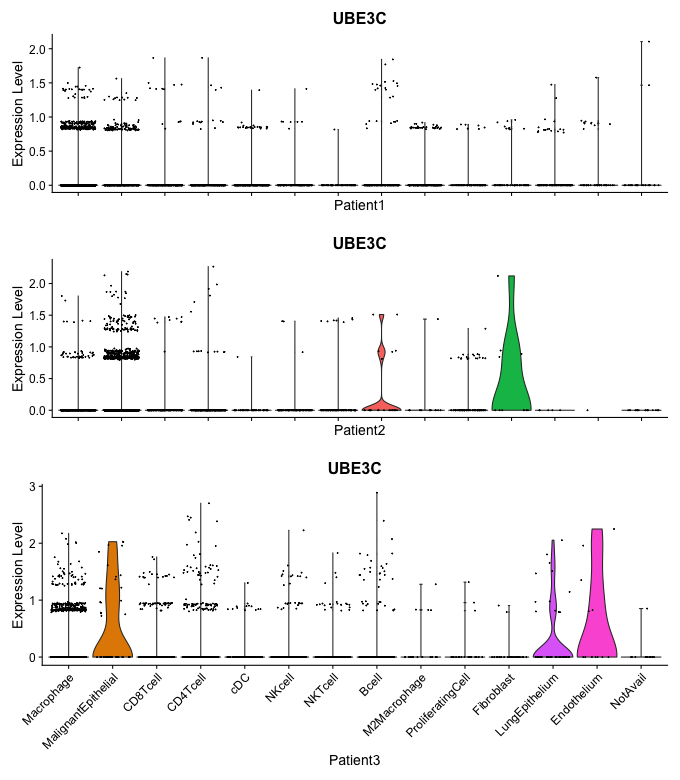 UBE3C
Expression Level
2.0
1.5
1.0
0.5
0.0
Patient1
UBE3C
Expression Level
2.0
1.5
1.0
0.5
0.0
Patient2
UBE3C
Expression Level
3
2
1
0
Macrophage
MalignantEpithelial
CD8Tcell
CD4Tcell
cDC
NKcell
NKTcell
Bcell
M2Macrophage
ProliferatingCell
Fibroblast
LungEpithelium
Endothelium
NotAvail
Patient3